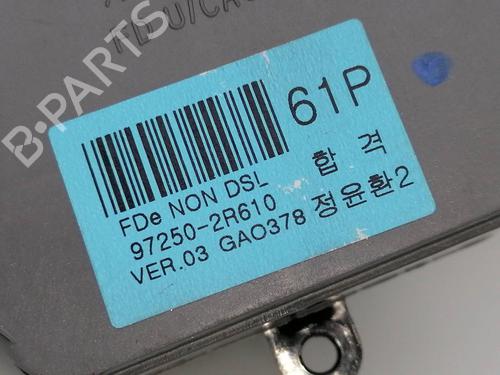 61P
합격
FDe NON DSL
97250-2R610
VER.03 GAO378 정윤환2
B-PARTS